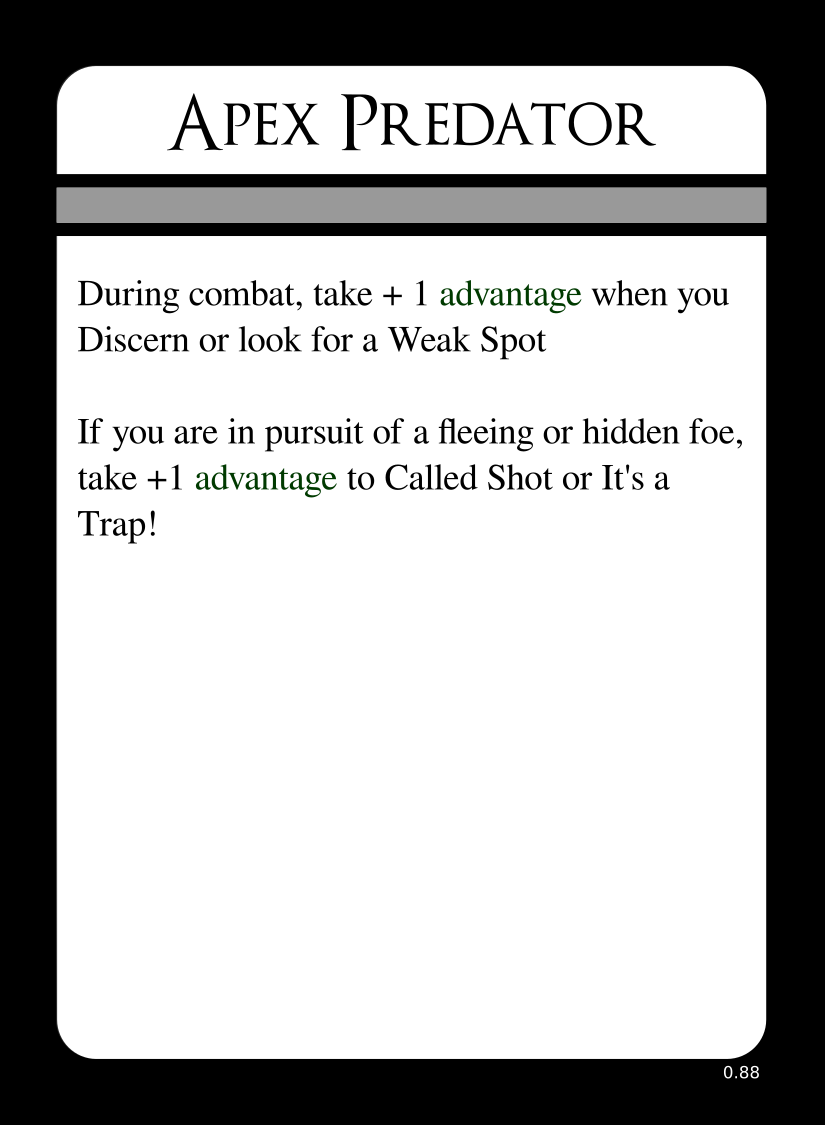 Apex Predator
During combat, take + 1 advantage when you
Discern or look for a Weak Spot
If you are in pursuit of a fleeing or hidden foe,
take +1 advantage to Called Shot or It's a
Trap!
0.88